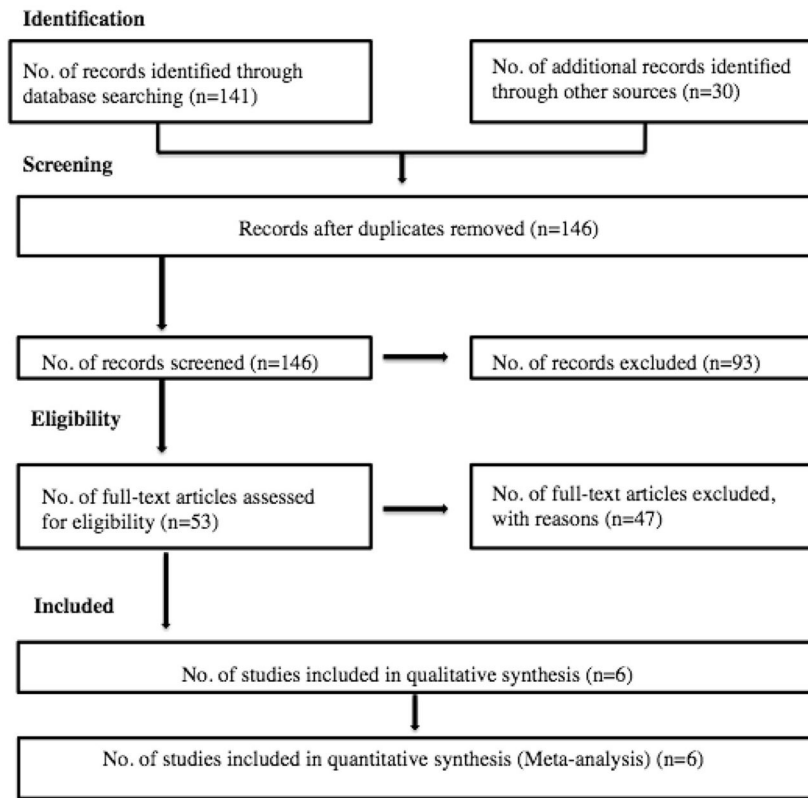 Identification
No. of records identified through
database searching (n=141)
No. of additional records identified
through other sources (n=30)
Screening
Records after duplicates removed (n=146)
No. of records screened (n=146)
No. of records excluded (n=93)
Eligibility
No. of full-text articles assessed
for eligibility (n=53)
No. of full-text articles excluded,
with reasons (n=47)
Included
No. of studies included in qualitative synthesis (n=6)
No. of studies included in quantitative synthesis (Meta-analysis) (n=6)